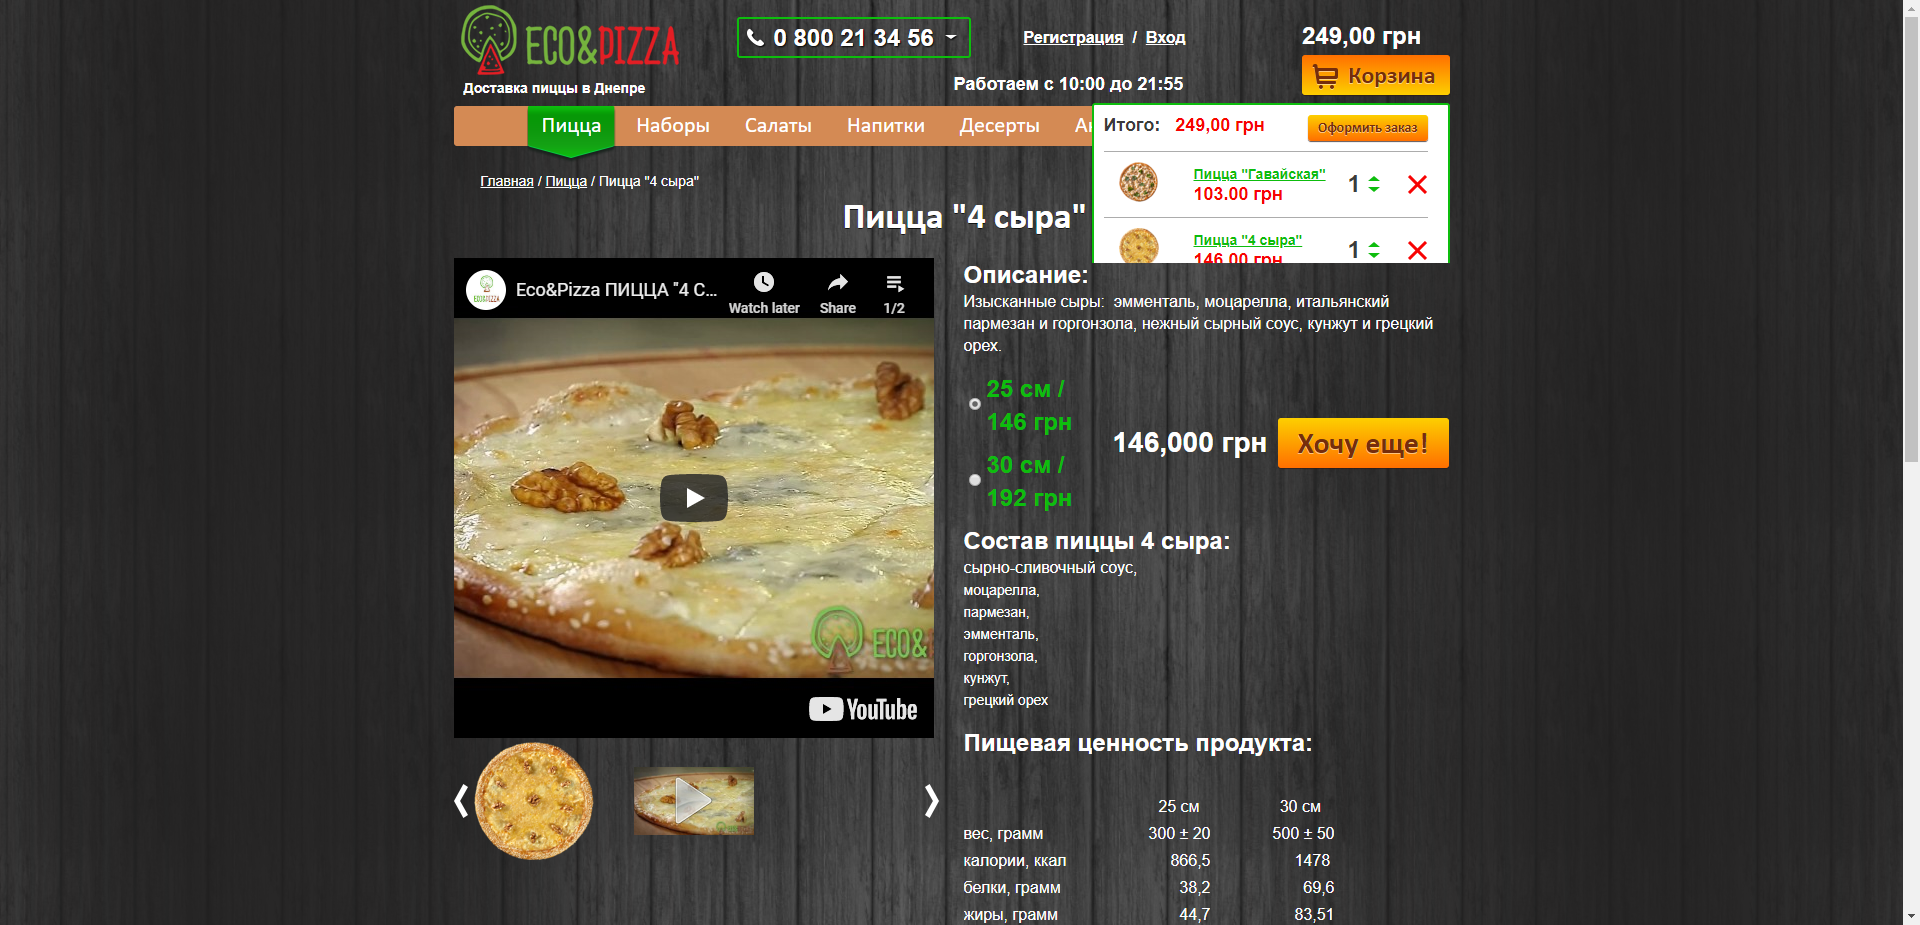 ECO&PIZZA
Доставка пиццы в Днепре
0 800 21 34 56
Регистрация / Вход
Работаем с 10:00 до 21:55
249,00 грн
Корзина
Пицца
Наборы
Салаты
Напитки
Десерты
Итого: 249,00 грн
Оформить заказ
Пицца "Гавайская"
103.00 грн
1
Пицца "4 сыра"
146.00 грн
1
Главная / Пицца / Пицца "4 сыра"
Пицца "4 сыра"
ECO&PIZZA
Eco&Pizza ПИЦЦА "4 С...
Watch later
Share
1/2
ECO&
YouTube
Описание:
Изысканные сыры: эмменталь, моцарелла, итальянский
пармезан и горгонзола, нежный сырный соус, кунжут и грецкий
орех.
25 см /
146 грн
30 см /
192 грн
146,000 грн
Хочу еще!
Состав пиццы 4 сыра:
сырно-сливочный соус,
моцарелла,
пармезан,
эмменталь,
горгонзола,
кунжут,
грецкий орех
Пищевая ценность продукта:
25 см 30 см
вес, грамм 300 ± 20 500 ± 50
калории, ккал 866,5 1478
белки, грамм 38,2 69,6
жиры, грамм 44,7 83,51